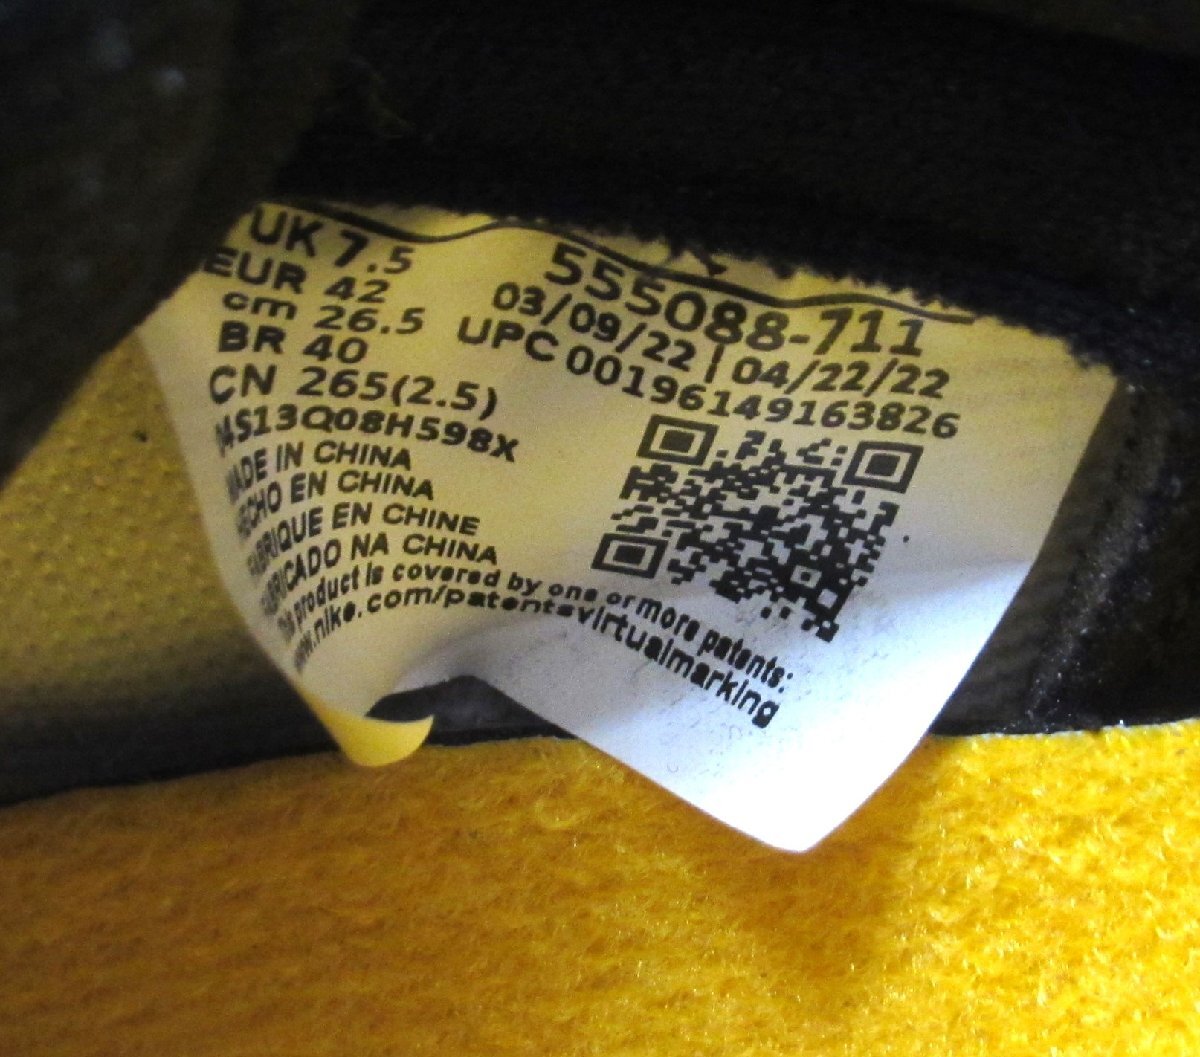 UK 7.5
EUR 42
cm 26.5
BR 40
CN 265(2.5)
04S13Q08H598X
MADE IN CHINA
HECHO EN CHINA
FABRIQUE EN CHINE
FABRICADO NA CHINA
This product is covered by one or more patents:
www.nike.com/patentsvirtualmarking
555088-711
03/09/22 | 04/22/22
UPC 00196149163826